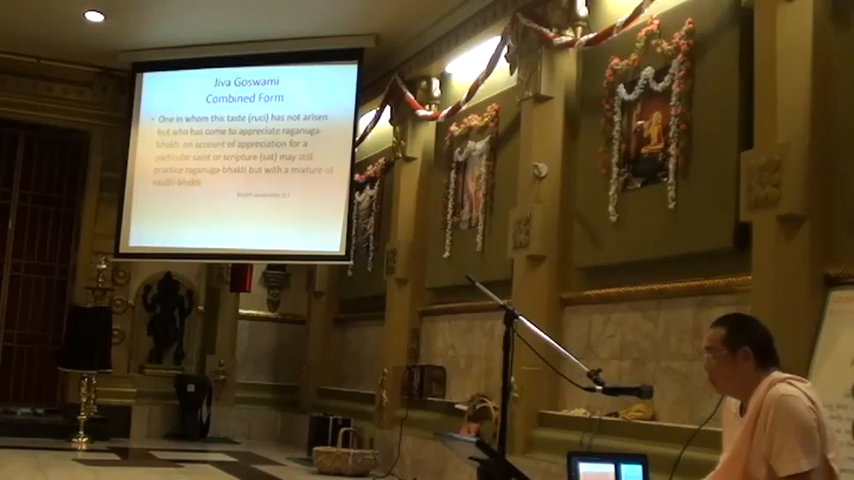 Jiva Goswami
Combined Form
• One in whom this taste (ruci) has not arisen
but who has come to appreciate raganuga-
bhakti on account of appreciation for a
particular saint or scripture (sat) may still
practice raganuga-bhakti but with a mixture of
vaidhi-bhakti